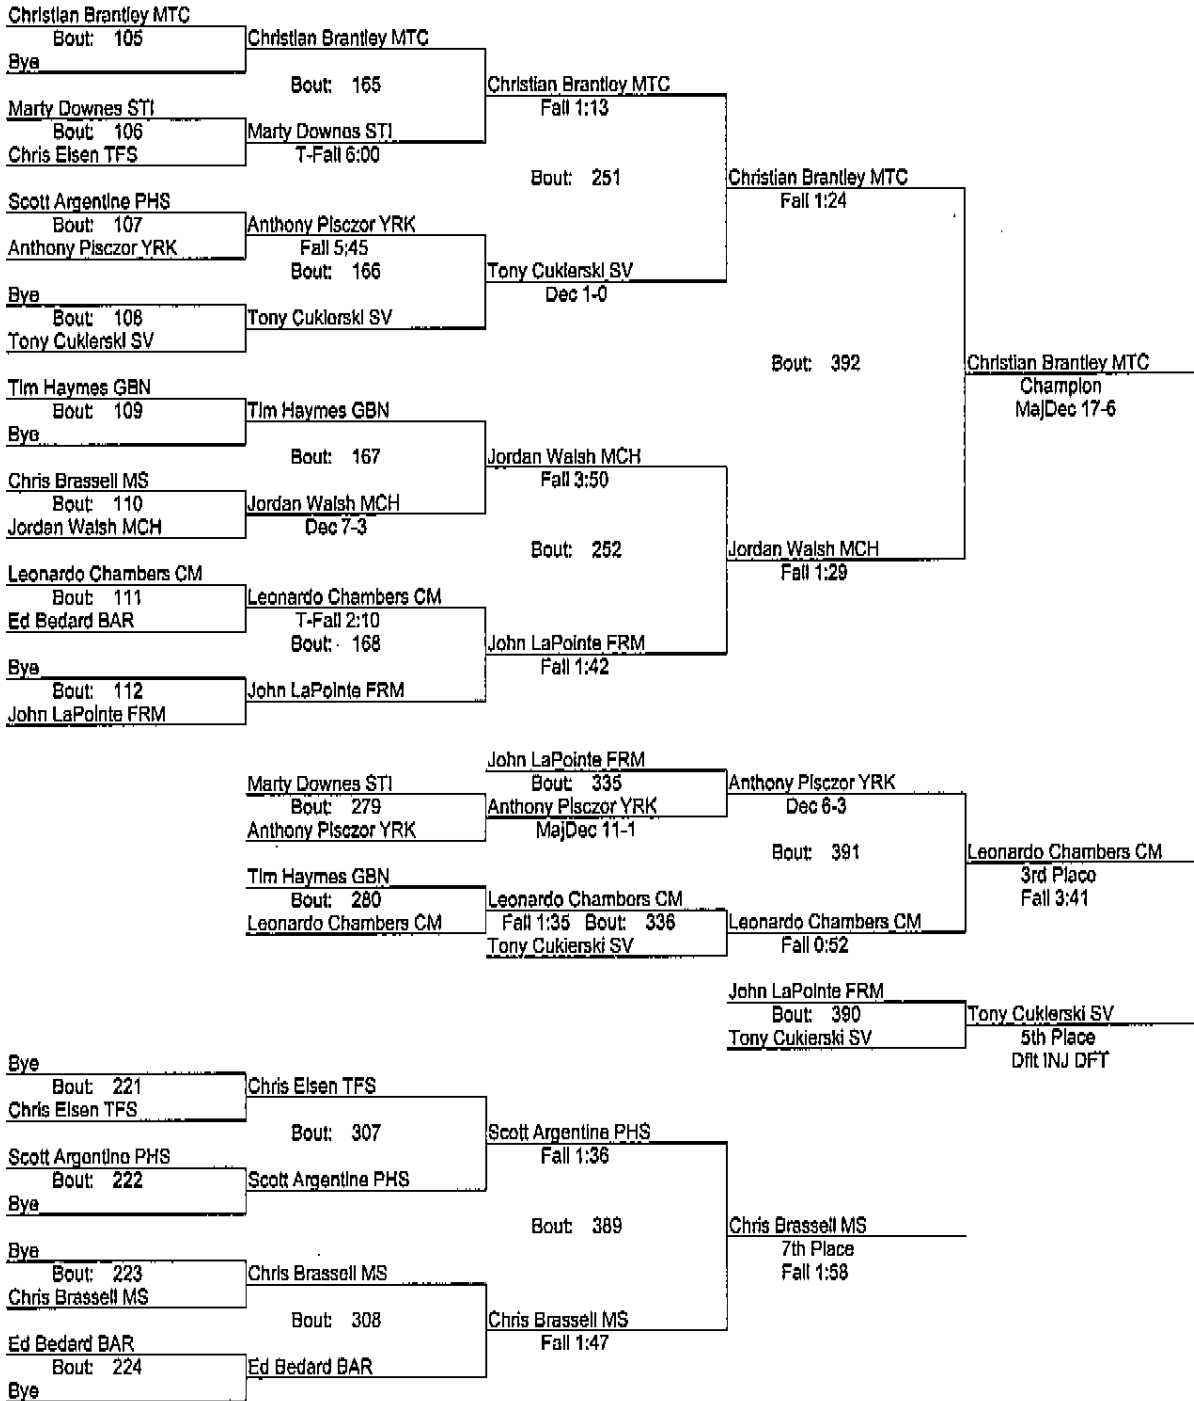 Christian Brantley MTC
Bout: 105
Bye
Christian Brantley MTC
Bout: 165
Marty Downes STI
Bout: 106
Chris Elsen TFS
Marty Downes STI
T-Fall 6:00
Christian Brantley MTC
Fall 1:13
Bout: 251
Scott Argentine PHS
Bout: 107
Anthony Pisczor YRK
Anthony Pisczor YRK
Fall 5:45
Bout: 166
Bye
Bout: 108
Tony Cukierski SV
Tony Cukierski SV
Tony Cukierski SV
Dec 1-0
Christian Brantley MTC
Fall 1:24
Bout: 392
Christian Brantley MTC
Champion
MajDec 17-6
Tim Haymes GBN
Bout: 109
Bye
Tim Haymes GBN
Bout: 167
Chris Brassell MS
Bout: 110
Jordan Walsh MCH
Jordan Walsh MCH
Dec 7-3
Jordan Walsh MCH
Fall 3:50
Bout: 252
Leonardo Chambers CM
Bout: 111
Ed Bedard BAR
Leonardo Chambers CM
T-Fall 2:10
Bout: 168
Bye
Bout: 112
John LaPointe FRM
John LaPointe FRM
John LaPointe FRM
Fall 1:42
Jordan Walsh MCH
Fall 1:29
Marty Downes STI
Bout: 279
Anthony Pisczor YRK
John LaPointe FRM
Bout: 335
Anthony Pisczor YRK
MajDec 11-1
Anthony Pisczor YRK
Dec 6-3
Bout: 391
Tim Haymes GBN
Bout: 280
Leonardo Chambers CM
Leonardo Chambers CM
Fall 1:35 Bout: 336
Tony Cukierski SV
Leonardo Chambers CM
Fall 0:52
Leonardo Chambers CM
3rd Place
Fall 3:41
John LaPointe FRM
Bout: 390
Tony Cukierski SV
Tony Cukierski SV
5th Place
Dflt INJ DFT
Bye
Bout: 221
Chris Elsen TFS
Chris Elsen TFS
Bout: 307
Scott Argentine PHS
Bout: 222
Bye
Scott Argentine PHS
Scott Argentine PHS
Fall 1:36
Bout: 389
Bye
Bout: 223
Chris Brassell MS
Chris Brassell MS
Bout: 308
Ed Bedard BAR
Bout: 224
Bye
Ed Bedard BAR
Chris Brassell MS
Fall 1:47
Chris Brassell MS
7th Place
Fall 1:58